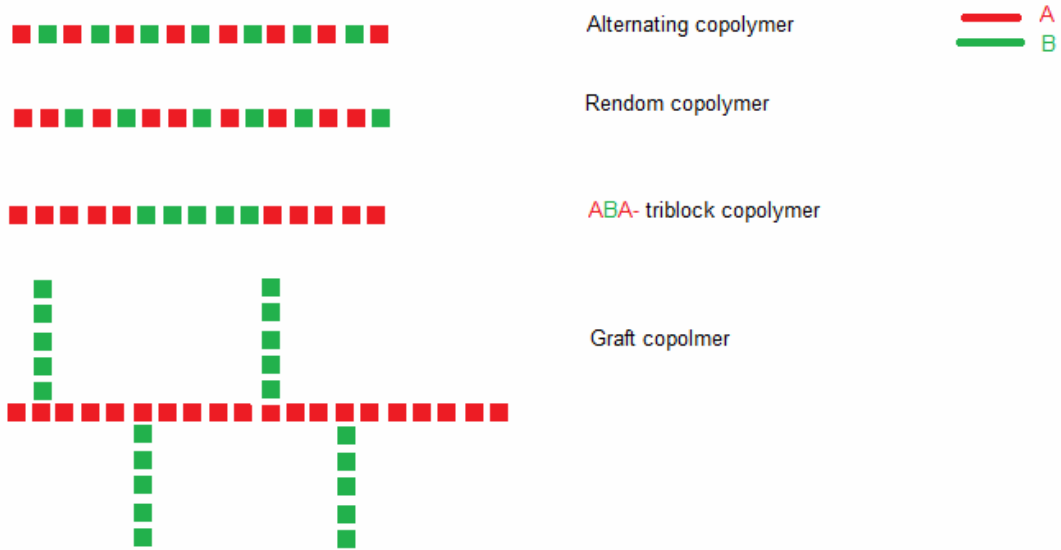 Alternating copolymer
A
B
Rendom copolymer
ABA- triblock copolymer
Graft copolmer